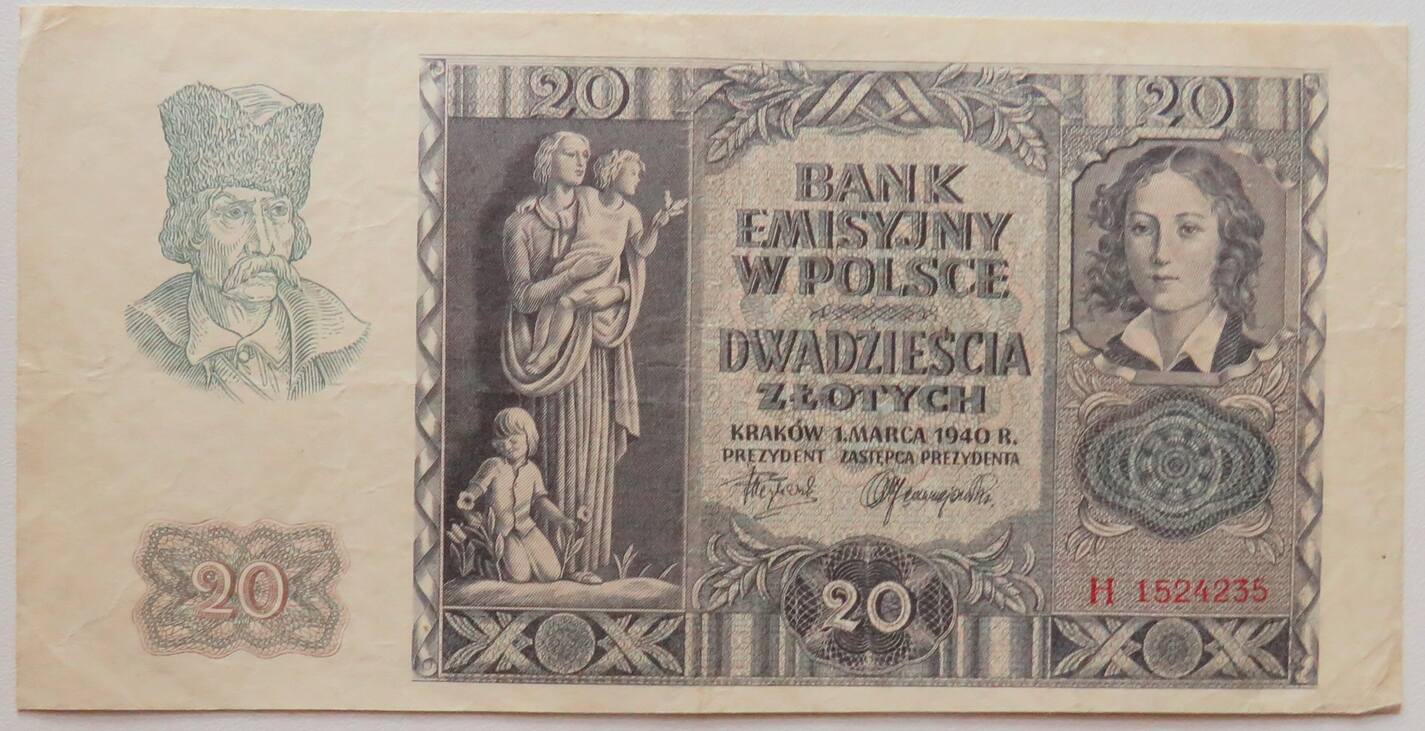 20
20
BANK
EMISYJNY
W POLSCE
DWADZIEŚCIA
ZŁOTYCH
KRAKÓW 1. MARCA 1940 R.
PREZYDENT ZASTĘPCA PREZYDENTA
20
20
H 1524235